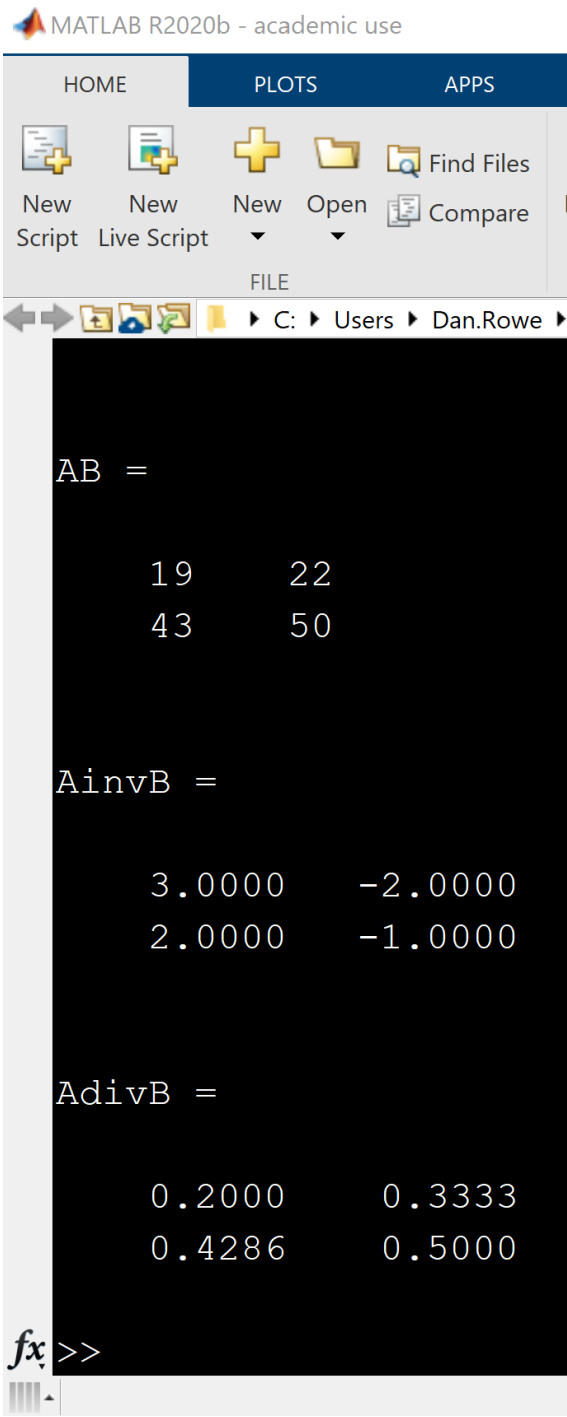 MATLAB R2020b - academic use
HOME PLOTS APPS
New Script
New Live Script
New
Open
Find Files
Compare
FILE
C: Users Dan.Rowe
AB =
19 22
43 50
AinvB =
3.0000 -2.0000
2.0000 -1.0000
AdivB =
0.2000 0.3333
0.4286 0.5000
fx >>